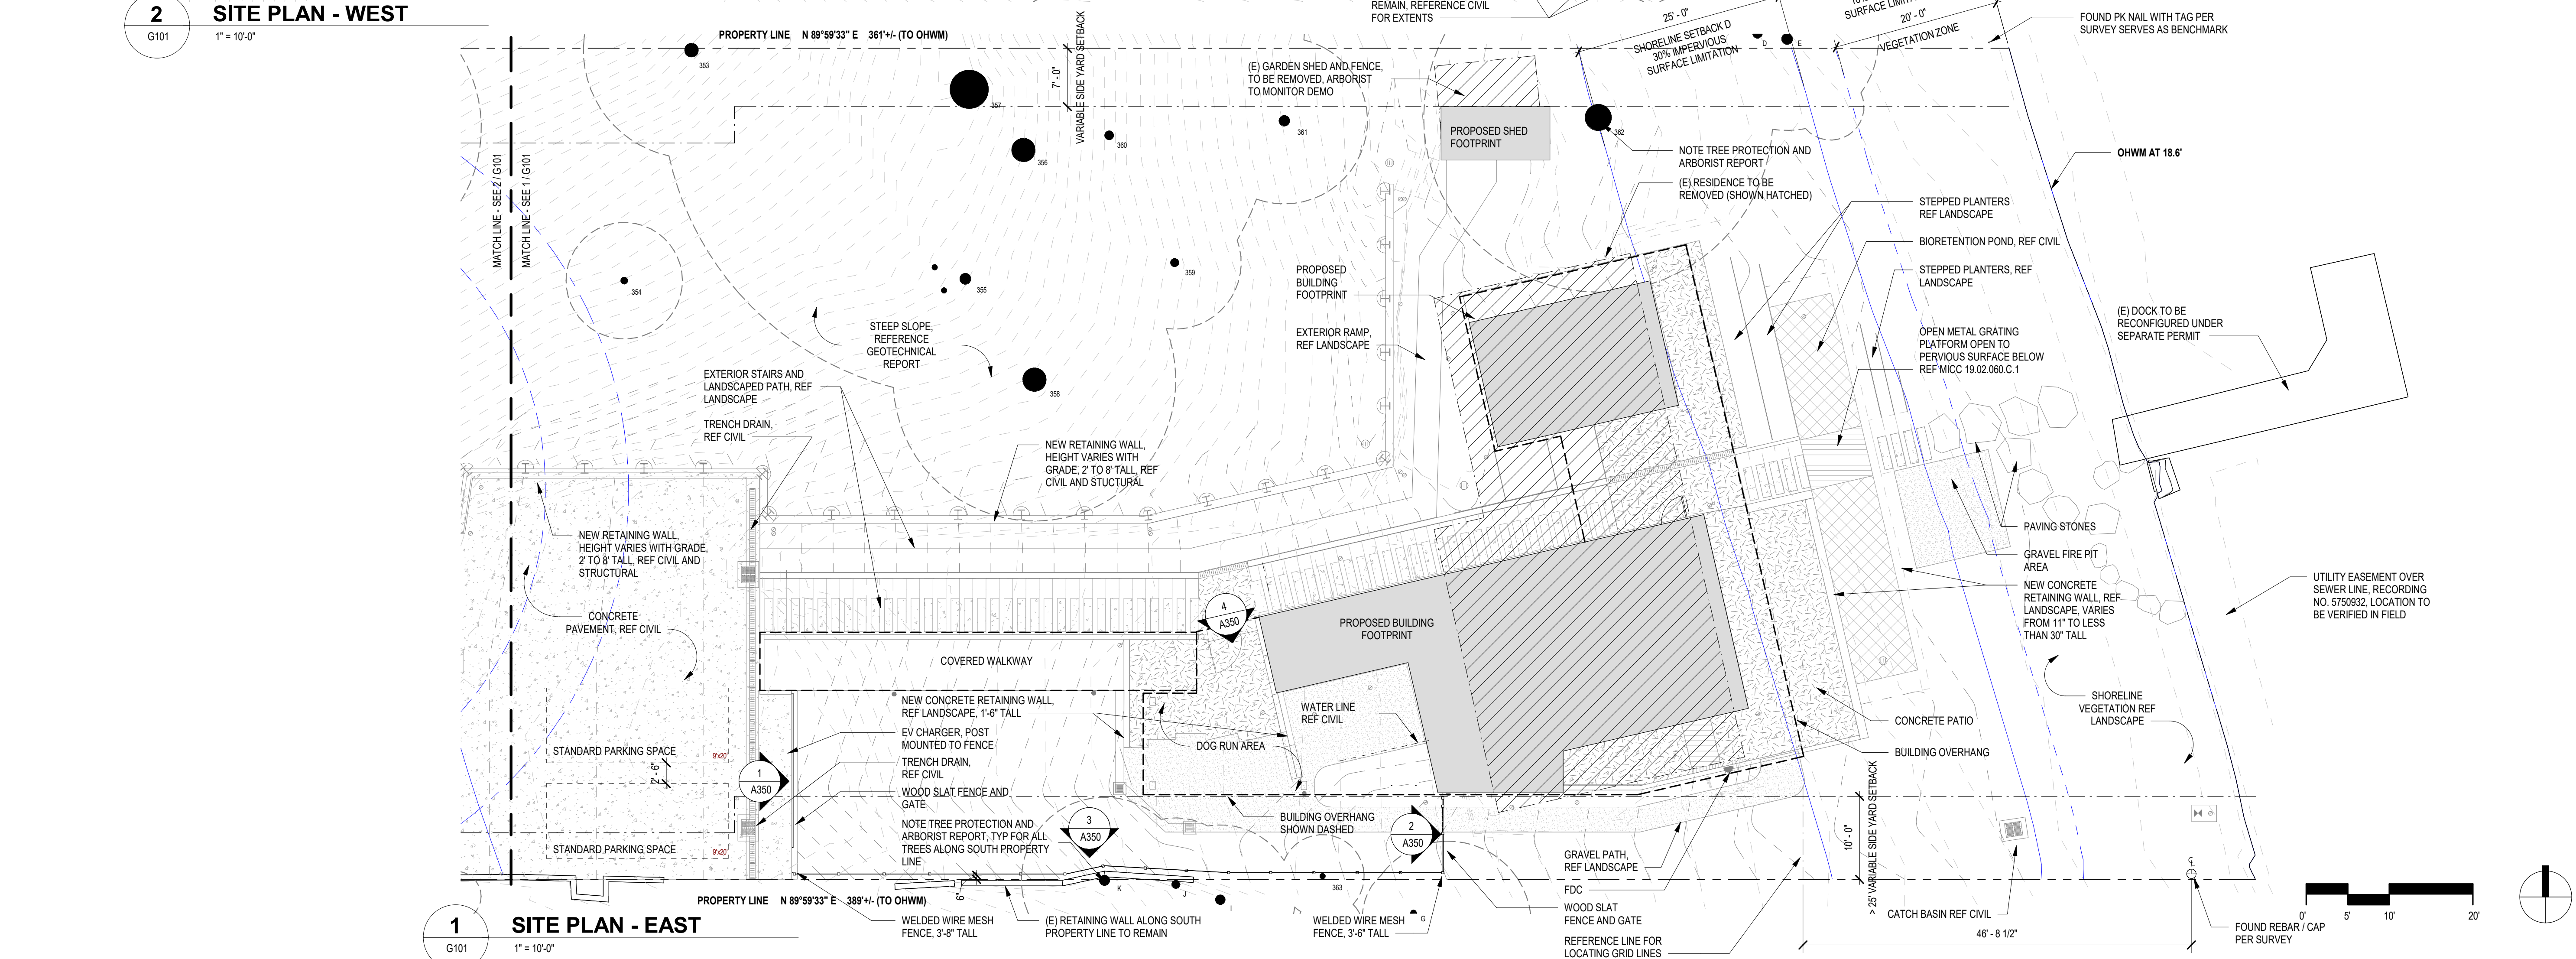 2
SITE PLAN - WEST
G101
1" = 10'-0"
PROPERTY LINE N 89°59'33" E 361'+/- (TO OHWM)
7' - 0"
VARIABLE SIDE YARD SETBACK
REMAIN, REFERENCE CIVIL
FOR EXTENTS
25' - 0"
SHORELINE SETBACK D
30% IMPERVIOUS
SURFACE LIMITATION
20' - 0"
VEGETATION ZONE
D
E
FOUND PK NAIL WITH TAG PER
SURVEY SERVES AS BENCHMARK
353
357
356
360
361
362
(E) GARDEN SHED AND FENCE,
TO BE REMOVED, ARBORIST
TO MONITOR DEMO
PROPOSED SHED
FOOTPRINT
NOTE TREE PROTECTION AND
ARBORIST REPORT
(E) RESIDENCE TO BE
REMOVED (SHOWN HATCHED)
OHWM AT 18.6'
MATCH LINE - SEE 2 / G101
MATCH LINE - SEE 1 / G101
STEPPED PLANTERS
REF LANDSCAPE
BIORETENTION POND, REF CIVIL
STEPPED PLANTERS, REF
LANDSCAPE
OPEN METAL GRATING
PLATFORM OPEN TO
PERVIOUS SURFACE BELOW
REF MICC 19.02.060.C.1
(E) DOCK TO BE
RECONFIGURED UNDER
SEPARATE PERMIT
354
355
359
358
STEEP SLOPE,
REFERENCE
GEOTECHNICAL
REPORT
PROPOSED
BUILDING
FOOTPRINT
EXTERIOR RAMP,
REF LANDSCAPE
EXTERIOR STAIRS AND
LANDSCAPED PATH, REF
LANDSCAPE
TRENCH DRAIN,
REF CIVIL
NEW RETAINING WALL,
HEIGHT VARIES WITH
GRADE, 2' TO 8' TALL, REF
CIVIL AND STUCTURAL
NEW RETAINING WALL,
HEIGHT VARIES WITH GRADE,
2' TO 8' TALL, REF CIVIL AND
STRUCTURAL
CONCRETE
PAVEMENT, REF CIVIL
PAVING STONES
GRAVEL FIRE PIT
AREA
NEW CONCRETE
RETAINING WALL, REF
LANDSCAPE, VARIES
FROM 11" TO LESS
THAN 30" TALL
UTILITY EASEMENT OVER
SEWER LINE, RECORDING
NO. 5750932, LOCATION TO
BE VERIFIED IN FIELD
4
A350
PROPOSED BUILDING
FOOTPRINT
COVERED WALKWAY
NEW CONCRETE RETAINING WALL,
REF LANDSCAPE, 1'-6" TALL
EV CHARGER, POST
MOUNTED TO FENCE
TRENCH DRAIN,
REF CIVIL
WOOD SLAT FENCE AND
GATE
NOTE TREE PROTECTION AND
ARBORIST REPORT, TYP FOR ALL
TREES ALONG SOUTH PROPERTY
LINE
WATER LINE
REF CIVIL
DOG RUN AREA
SHORELINE
VEGETATION REF
LANDSCAPE
CONCRETE PATIO
BUILDING OVERHANG
STANDARD PARKING SPACE
9'x20'
2' - 6"
STANDARD PARKING SPACE
9'x20'
1
A350
3
A350
2
A350
BUILDING OVERHANG
SHOWN DASHED
10' - 0"
> 25' VARIABLE SIDE YARD SETBACK
GRAVEL PATH,
REF LANDSCAPE
FDC
WOOD SLAT
FENCE AND GATE
REFERENCE LINE FOR
LOCATING GRID LINES
CATCH BASIN REF CIVIL
46' - 8 1/2"
FOUND REBAR / CAP
PER SURVEY
K
J
I
363
G
6"
PROPERTY LINE N 89°59'33" E 389'+/- (TO OHWM)
WELDED WIRE MESH
FENCE, 3'-8" TALL
(E) RETAINING WALL ALONG SOUTH
PROPERTY LINE TO REMAIN
WELDED WIRE MESH
FENCE, 3'-6" TALL
0'
5'
10'
20'
1
SITE PLAN - EAST
G101
1" = 10'-0"